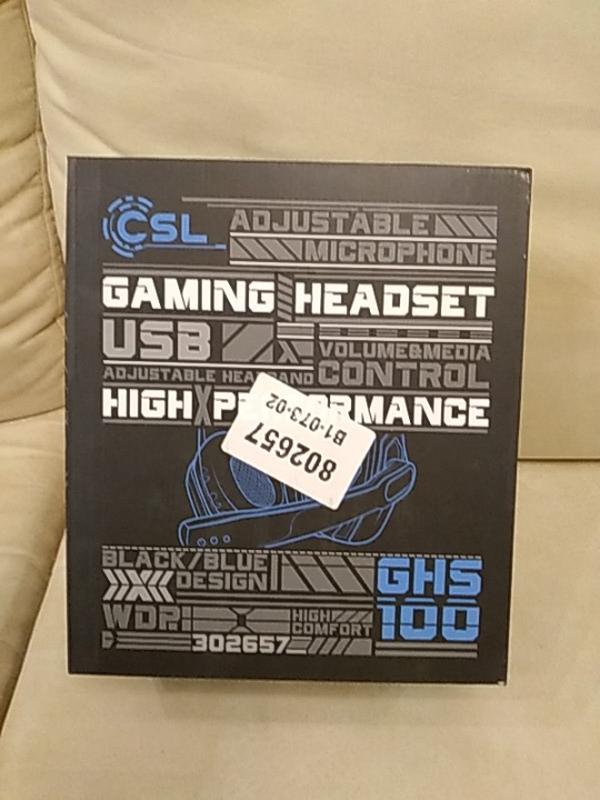 CSL
ADJUSTABLE
MICROPHONE
GAMING HEADSET
USB
VOLUME&MEDIA
CONTROL
ADJUSTABLE HEADBAND
HIGH X PERFORMANCE
802657
B1-073-02
BLACK/BLUE
DESIGN
GHS
100
HIGH
COMFORT
302657